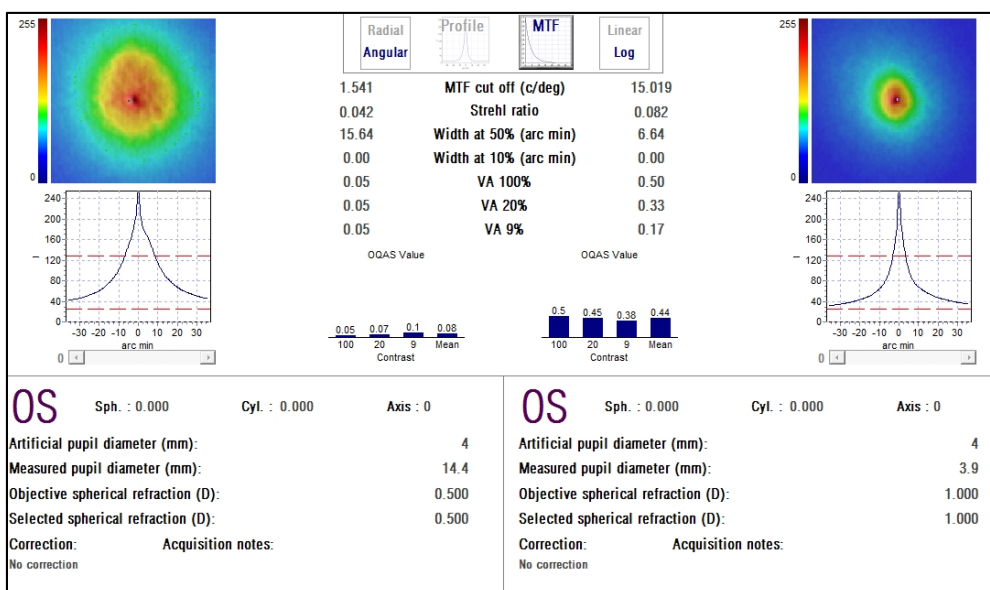 255
0
Radial
Angular
Profile
MTF
Linear
Log
255
0
1.541 MTF cut off (c/deg) 15.019
0.042 Strehl ratio 0.082
15.64 Width at 50% (arc min) 6.64
0.00 Width at 10% (arc min) 0.00
0.05 VA 100% 0.50
0.05 VA 20% 0.33
0.05 VA 9% 0.17
240
200
160
120
80
40
0
I
-30 -20 -10 0 10 20 30
arc min
0
OQAS Value
0.05 0.07 0.1 0.08
100 20 9 Mean
Contrast
OQAS Value
0.5 0.45 0.38 0.44
100 20 9 Mean
Contrast
240
200
160
120
80
40
0
I
-30 -20 -10 0 10 20 30
arc min
0
OS Sph. : 0.000 Cyl. : 0.000 Axis : 0
Artificial pupil diameter (mm): 4
Measured pupil diameter (mm): 14.4
Objective spherical refraction (D): 0.500
Selected spherical refraction (D): 0.500
Correction: Acquisition notes:
No correction
OS Sph. : 0.000 Cyl. : 0.000 Axis : 0
Artificial pupil diameter (mm): 4
Measured pupil diameter (mm): 3.9
Objective spherical refraction (D): 1.000
Selected spherical refraction (D): 1.000
Correction: Acquisition notes:
No correction